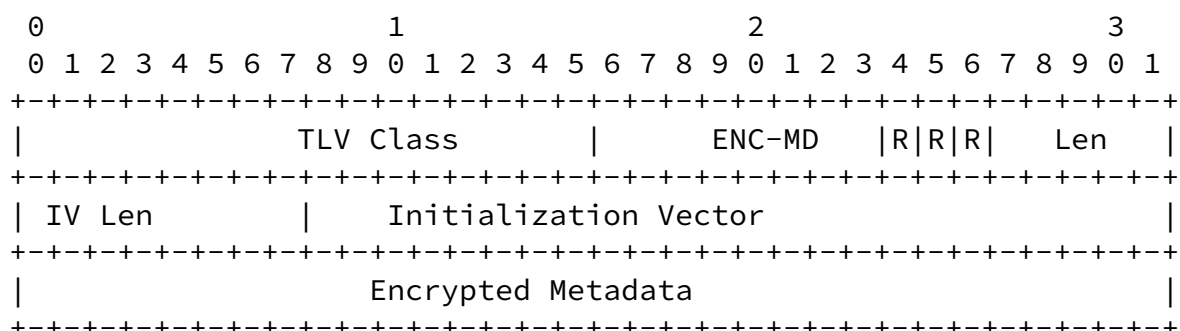 0                   1                   2                   3
 0 1 2 3 4 5 6 7 8 9 0 1 2 3 4 5 6 7 8 9 0 1 2 3 4 5 6 7 8 9 0 1
+-+-+-+-+-+-+-+-+-+-+-+-+-+-+-+-+-+-+-+-+-+-+-+-+-+-+-+-+-+-+-+-+
|               TLV Class       |      ENC-MD   |R|R|R|   Len   |
+-+-+-+-+-+-+-+-+-+-+-+-+-+-+-+-+-+-+-+-+-+-+-+-+-+-+-+-+-+-+-+-+
| IV Len        |    Initialization Vector                      |
+-+-+-+-+-+-+-+-+-+-+-+-+-+-+-+-+-+-+-+-+-+-+-+-+-+-+-+-+-+-+-+-+
|                   Encrypted Metadata                          |
+-+-+-+-+-+-+-+-+-+-+-+-+-+-+-+-+-+-+-+-+-+-+-+-+-+-+-+-+-+-+-+-+